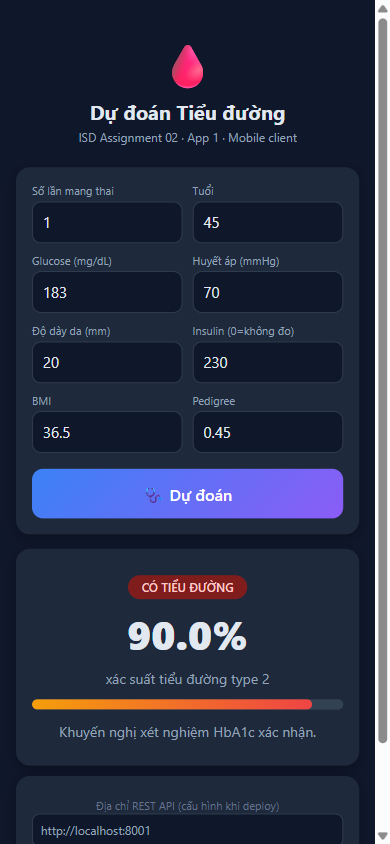 Dự đoán Tiểu đường
ISD Assignment 02 · App 1 · Mobile client
Số lần mang thai
Tuổi
1
45
Glucose (mg/dL)
Huyết áp (mmHg)
183
70
Độ dày da (mm)
Insulin (0=không đo)
20
230
BMI
Pedigree
36.5
0.45
Dự đoán
CÓ TIỂU ĐƯỜNG
90.0%
xác suất tiểu đường type 2
Khuyến nghị xét nghiệm HbA1c xác nhận.
Địa chỉ REST API (cấu hình khi deploy)
http://localhost:8001